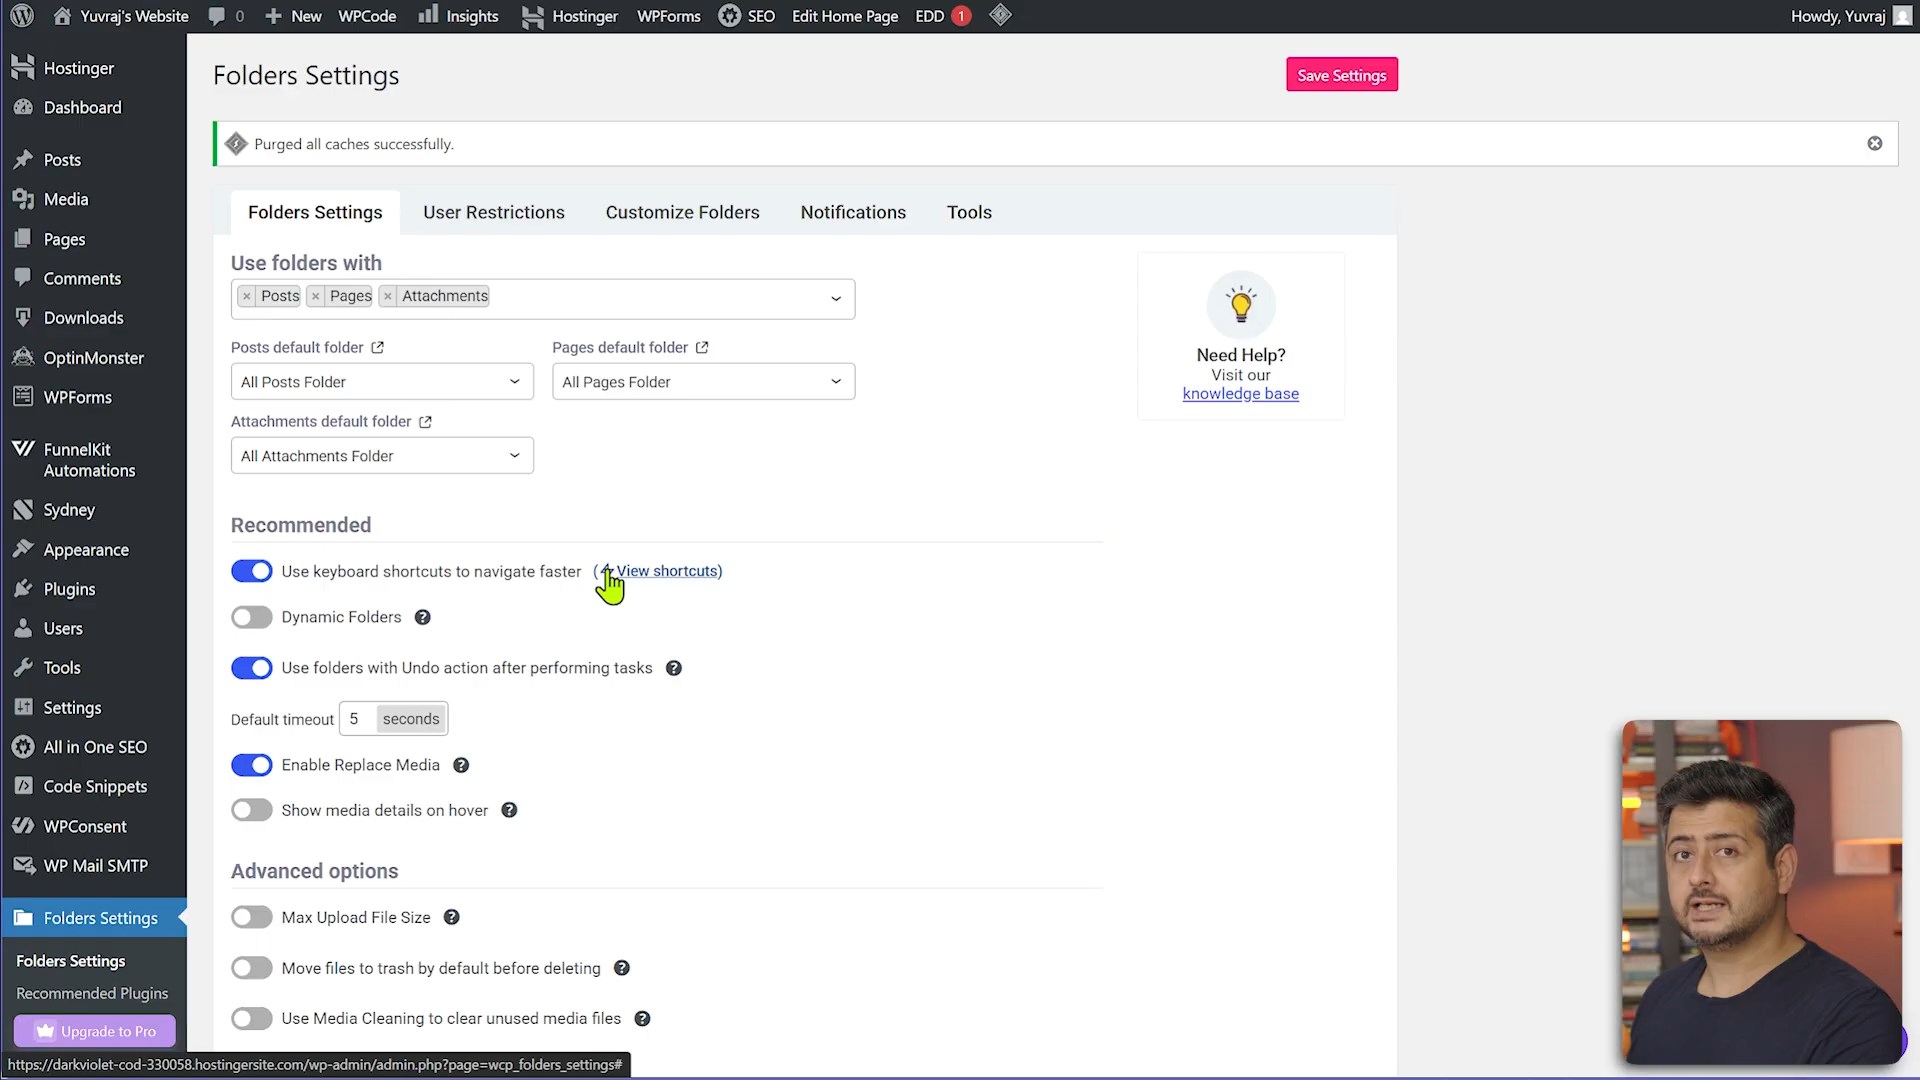 Yuvraj's Website 0 New WPCode Insights Hostinger WPForms SEO Edit Home Page EDD 1 Howdy, Yuvraj
Hostinger
Dashboard
Posts
Media
Pages
Comments
Downloads
OptinMonster
WPForms
FunnelKit
Automations
Sydney
Appearance
Plugins
Users
Tools
Settings
All in One SEO
Code Snippets
WPConsent
WP Mail SMTP
Folders Settings
Folders Settings
Recommended Plugins
Upgrade to Pro
Folders Settings
Save Settings
Purged all caches successfully.
Folders Settings User Restrictions Customize Folders Notifications Tools
Use folders with
× Posts × Pages × Attachments
Posts default folder Pages default folder
All Posts Folder All Pages Folder
Attachments default folder
All Attachments Folder
Need Help?
Visit our
knowledge base
Recommended
Use keyboard shortcuts to navigate faster (View shortcuts)
Dynamic Folders ?
Use folders with Undo action after performing tasks ?
Default timeout 5 seconds
Enable Replace Media ?
Show media details on hover ?
Advanced options
Max Upload File Size ?
Move files to trash by default before deleting ?
Use Media Cleaning to clear unused media files ?
https://darkviolet-cod-330058.hostingersite.com/wp-admin/admin.php?page=wcp_folders_settings#